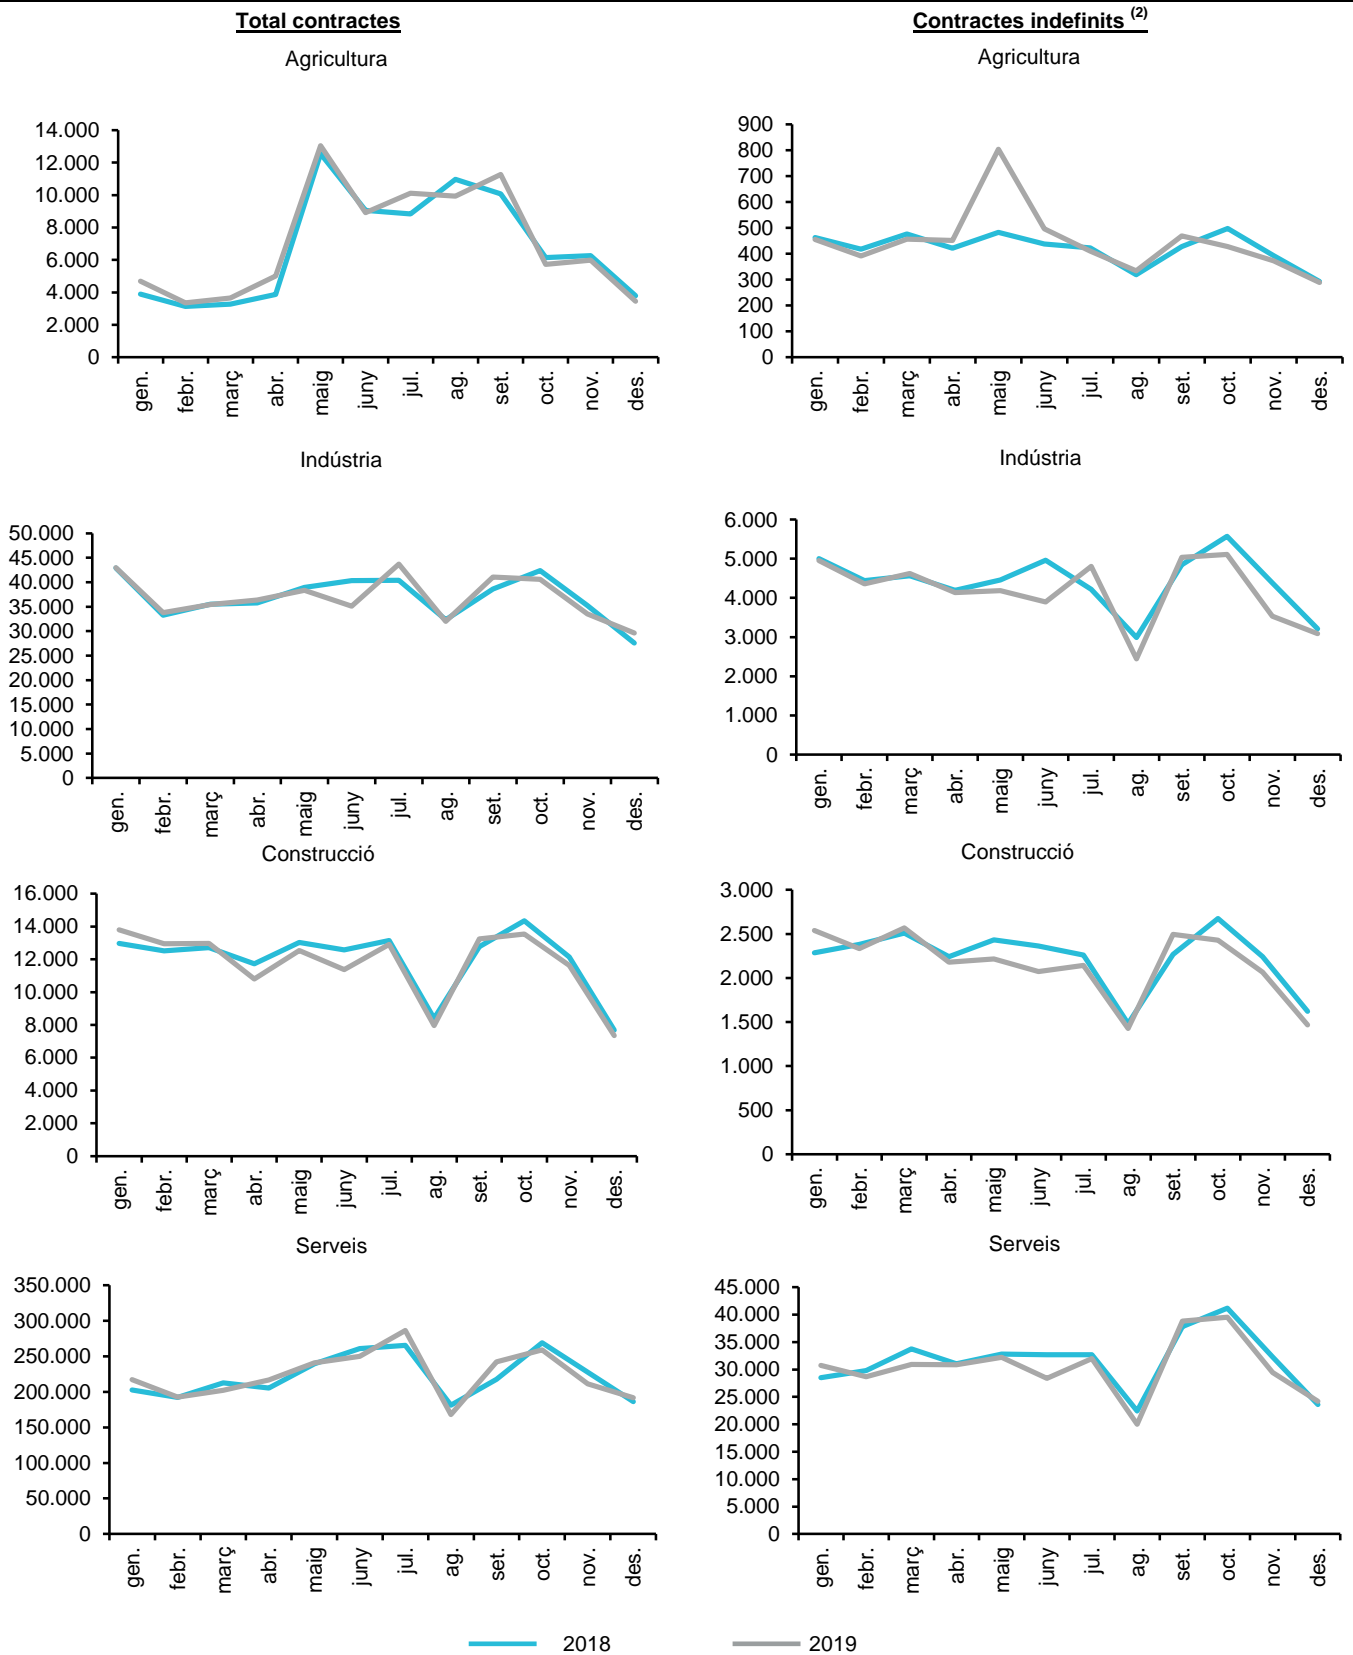 Total contractes
Agricultura
14.000
12.000
10.000
8.000
6.000
4.000
2.000
0
gen.
febr.
març
abr.
maig
juny
jul.
ag.
set.
oct.
nov.
des.
Contractes indefinits (2)
Agricultura
900
800
700
600
500
400
300
200
100
0
gen.
febr.
març
abr.
maig
juny
jul.
ag.
set.
oct.
nov.
des.
Indústria
50.000
45.000
40.000
35.000
30.000
25.000
20.000
15.000
10.000
5.000
0
gen.
febr.
març
abr.
maig
juny
jul.
ag.
set.
oct.
nov.
des.
Indústria
6.000
5.000
4.000
3.000
2.000
1.000
0
gen.
febr.
març
abr.
maig
juny
jul.
ag.
set.
oct.
nov.
des.
Construcció
16.000
14.000
12.000
10.000
8.000
6.000
4.000
2.000
0
gen.
febr.
març
abr.
maig
juny
jul.
ag.
set.
oct.
nov.
des.
Construcció
3.000
2.500
2.000
1.500
1.000
500
0
gen.
febr.
març
abr.
maig
juny
jul.
ag.
set.
oct.
nov.
des.
Serveis
350.000
300.000
250.000
200.000
150.000
100.000
50.000
0
gen.
febr.
març
abr.
maig
juny
jul.
ag.
set.
oct.
nov.
des.
Serveis
45.000
40.000
35.000
30.000
25.000
20.000
15.000
10.000
5.000
0
gen.
febr.
març
abr.
maig
juny
jul.
ag.
set.
oct.
nov.
des.
2018
2019